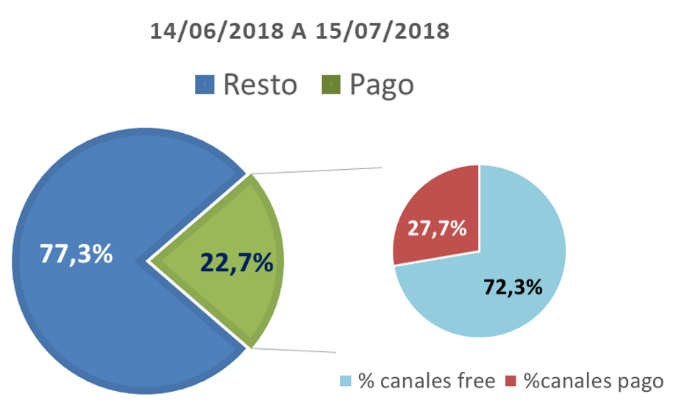 14/06/2018 A 15/07/2018
Resto Pago
77,3%
22,7%
27,7%
72,3%
% canales free %canales pago